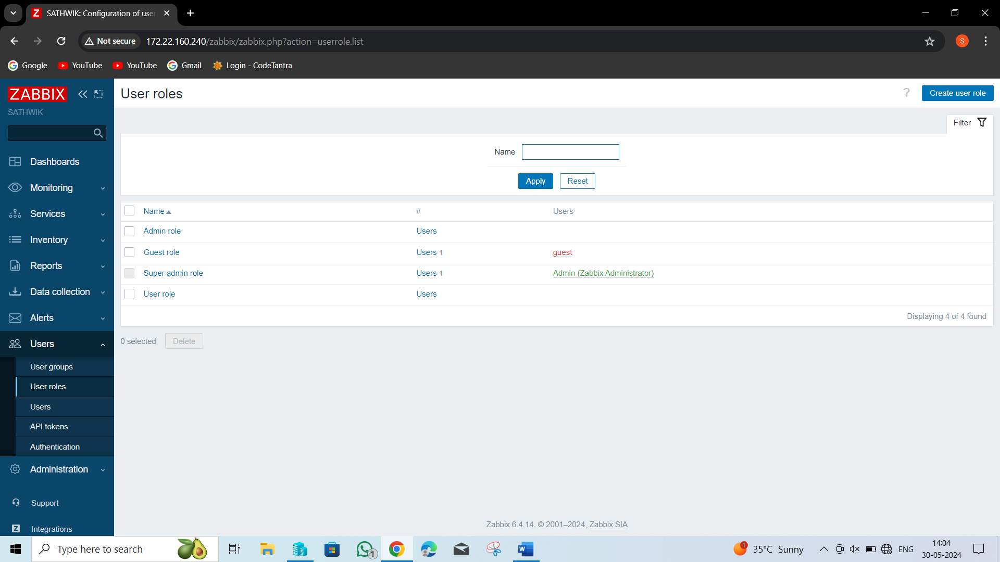 SATHWIK: Configuration of user
Not secure 172.22.160.240/zabbix/zabbix.php?action=userrole.list S
Google YouTube YouTube Gmail Login - CodeTantra
ZABBIX
SATHWIK
Dashboards
Monitoring
Services
Inventory
Reports
Data collection
Alerts
Users
User groups
User roles
Users
API tokens
Authentication
Administration
Support
Z Integrations
User roles
? Create user role
Filter
Name
Apply Reset
Name # Users
Admin role Users
Guest role Users 1 guest
Super admin role Users 1 Admin (Zabbix Administrator)
User role Users
Displaying 4 of 4 found
0 selected Delete
Zabbix 6.4.14. © 2001–2024, Zabbix SIA
Type here to search
1
W
1 35°C Sunny
ENG
14:04
30-05-2024